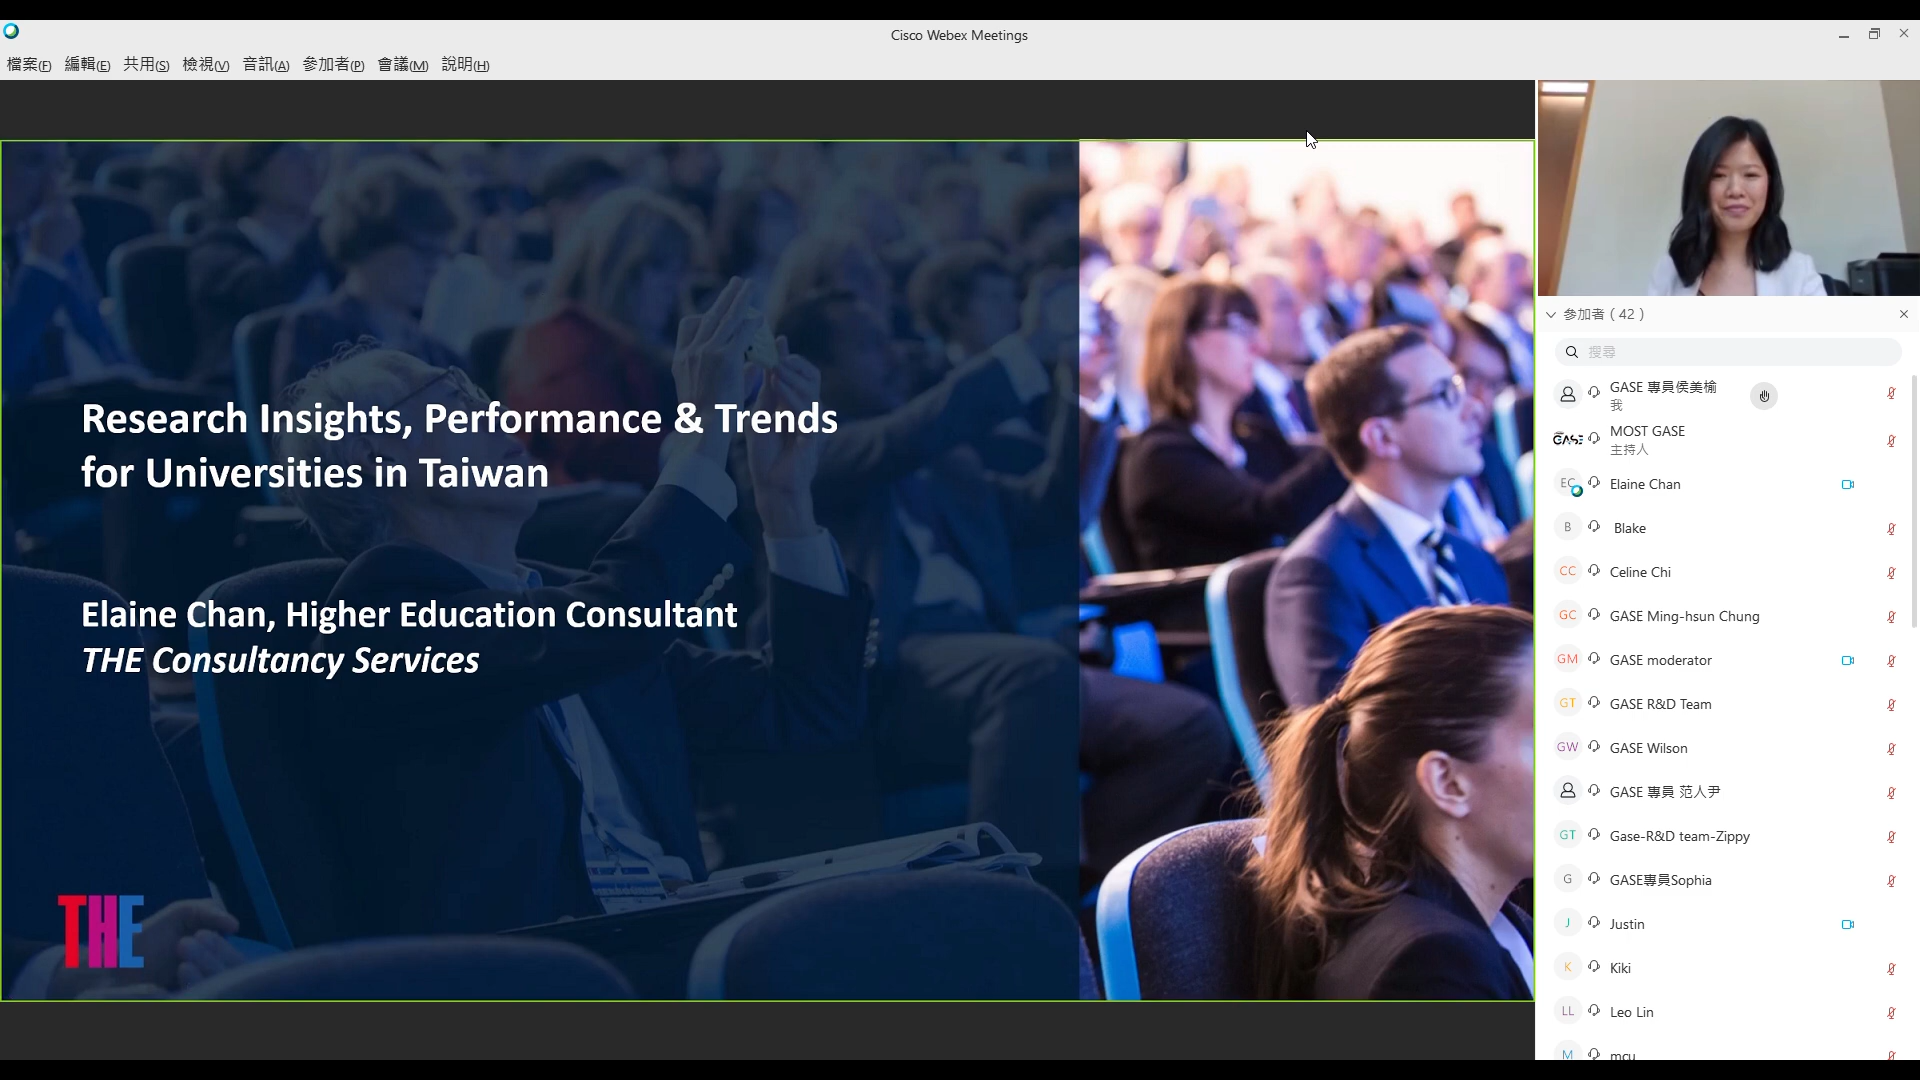 Cisco Webex Meetings
檔案(F) 編輯(E) 共用(S) 檢視(V) 音訊(A) 參加者(P) 會議(M) 說明(H)
Research Insights, Performance & Trends
for Universities in Taiwan
Elaine Chan, Higher Education Consultant
THE Consultancy Services
THE
參加者 ( 42 )
搜尋
GASE 專員侯美榆
我
GASE MOST GASE
主持人
EC Elaine Chan
B Blake
CC Celine Chi
GC GASE Ming-hsun Chung
GM GASE moderator
GT GASE R&D Team
GW GASE Wilson
GASE 專員 范人尹
GT Gase-R&D team-Zippy
G GASE專員Sophia
J Justin
K Kiki
LL Leo Lin
M mcu